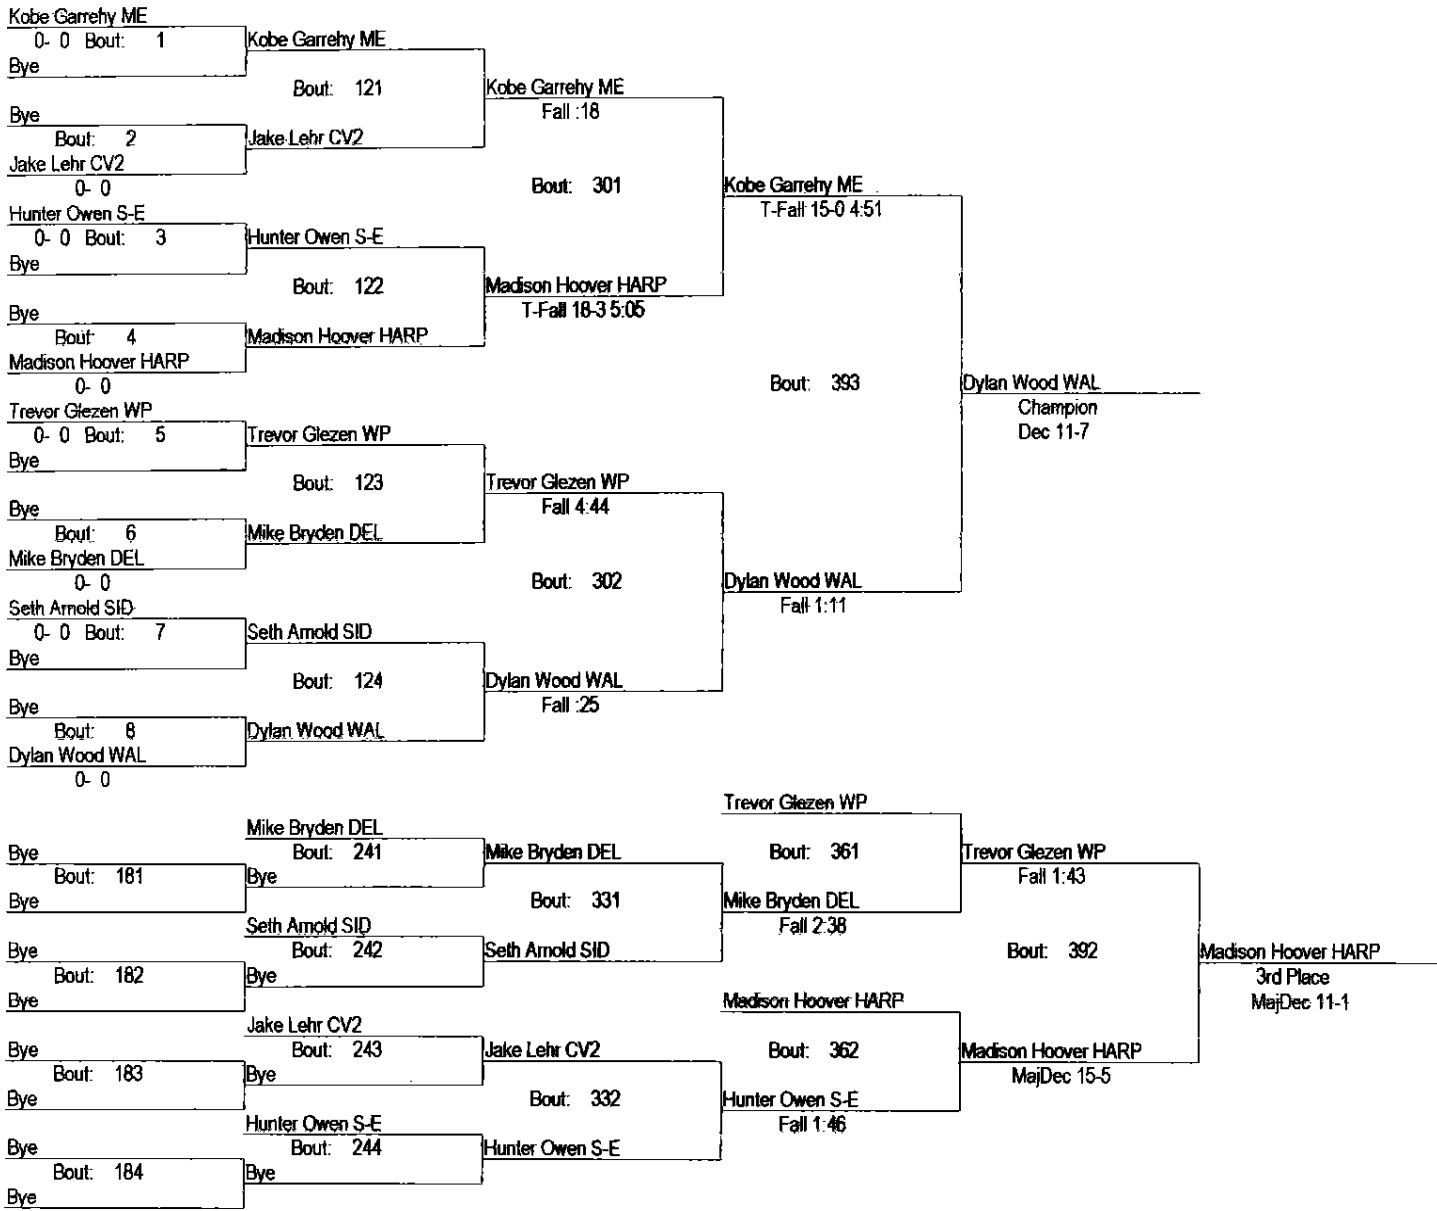 Kobe Garrehy ME
0- 0 Bout: 1
Kobe Garrehy ME
Bye
Bout: 121
Kobe Garrehy ME
Fall :18
Bye
Bout: 2
Jake Lehr CV2
Jake Lehr CV2
0- 0
Bout: 301
Kobe Garrehy ME
T-Fall 15-0 4:51
Hunter Owen S-E
0- 0 Bout: 3
Hunter Owen S-E
Bye
Bout: 122
Madison Hoover HARP
T-Fall 18-3 5:05
Bye
Bout: 4
Madison Hoover HARP
Madison Hoover HARP
0- 0
Bout: 393
Dylan Wood WAL
Champion
Dec 11-7
Trevor Glezen WP
0- 0 Bout: 5
Trevor Glezen WP
Bye
Bout: 123
Trevor Glezen WP
Fall 4:44
Bye
Bout: 6
Mike Bryden DEL
Mike Bryden DEL
0- 0
Bout: 302
Dylan Wood WAL
Fall 1:11
Seth Arnold SID
0- 0 Bout: 7
Seth Arnold SID
Bye
Bout: 124
Dylan Wood WAL
Fall :25
Bye
Bout: 8
Dylan Wood WAL
Dylan Wood WAL
0- 0
Trevor Glezen WP
Mike Bryden DEL
Bye
Bout: 241
Mike Bryden DEL
Bout: 361
Trevor Glezen WP
Fall 1:43
Bout: 181
Bye
Bye
Bout: 331
Mike Bryden DEL
Fall 2:38
Seth Arnold SID
Bye
Bout: 242
Seth Arnold SID
Bout: 392
Madison Hoover HARP
3rd Place
MajDec 11-1
Bout: 182
Bye
Bye
Madison Hoover HARP
Jake Lehr CV2
Bye
Bout: 243
Jake Lehr CV2
Bout: 362
Madison Hoover HARP
MajDec 15-5
Bout: 183
Bye
Bye
Bout: 332
Hunter Owen S-E
Fall 1:46
Hunter Owen S-E
Bye
Bout: 244
Hunter Owen S-E
Bout: 184
Bye
Bye